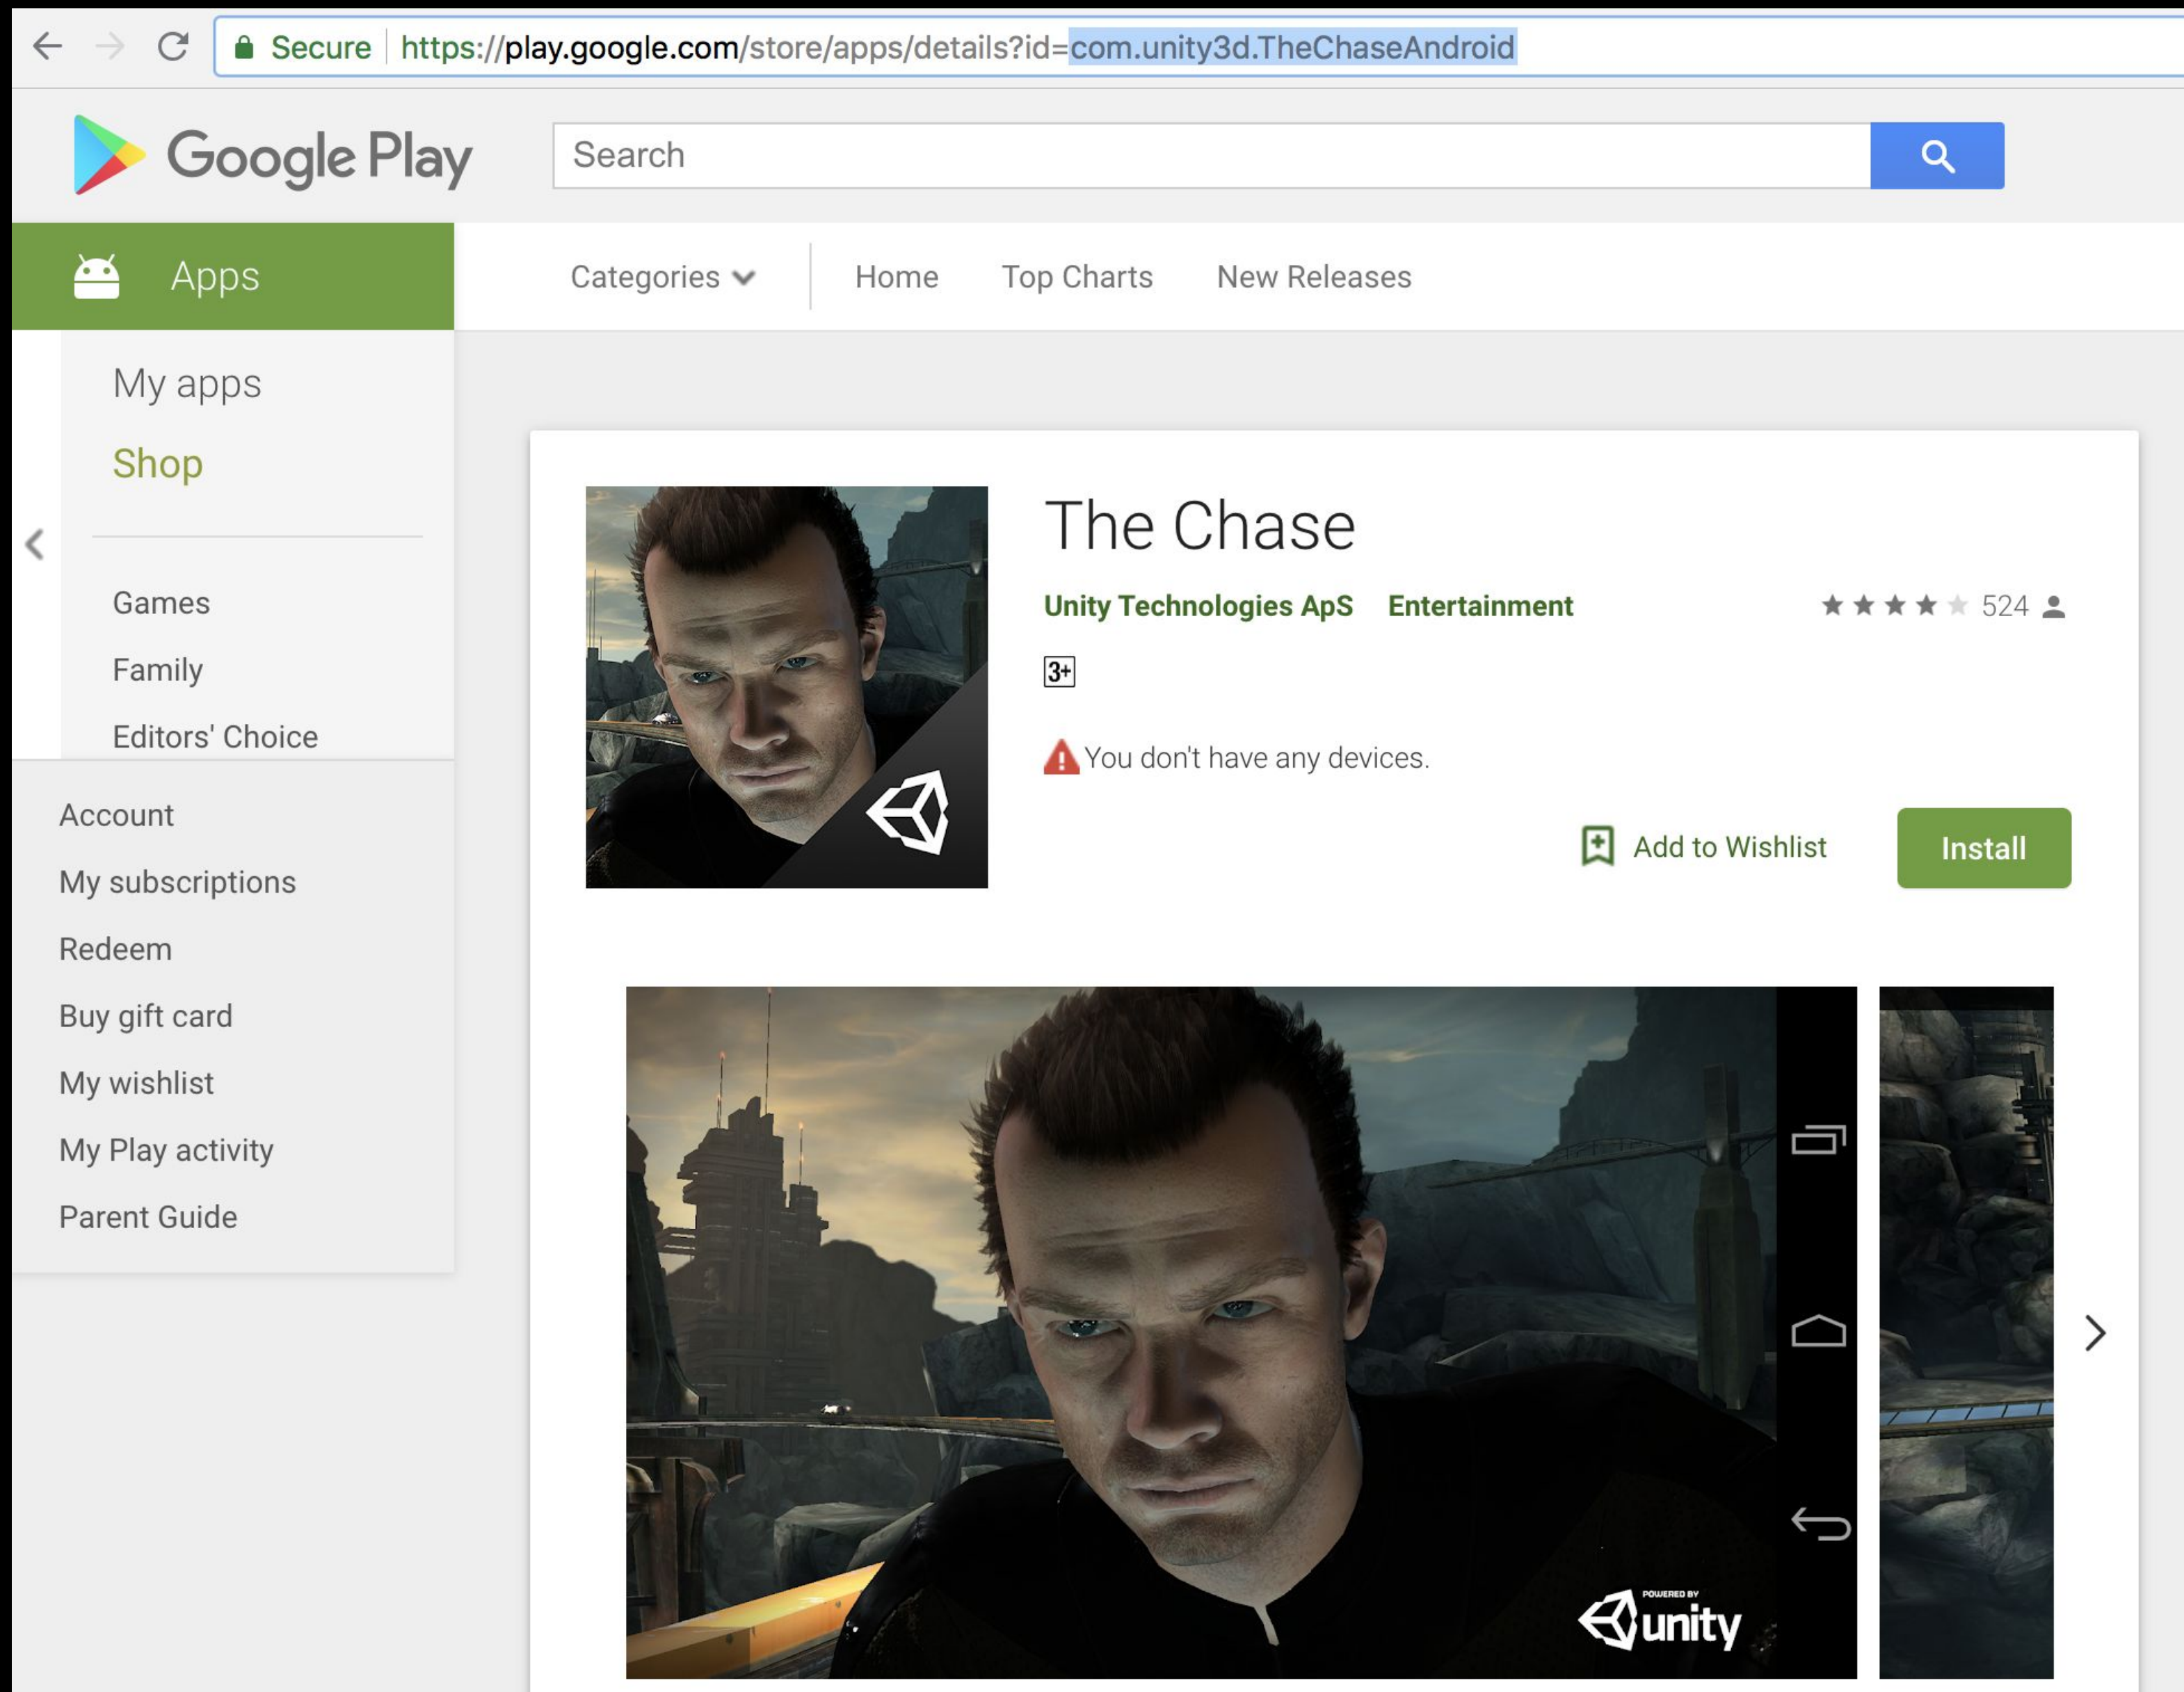 Secure https://play.google.com/store/apps/details?id=com.unity3d.TheChaseAndroid
Google Play
Search
Apps
Categories
Home
Top Charts
New Releases
My apps
Shop
Games
Family
Editors' Choice
Account
My subscriptions
Redeem
Buy gift card
My wishlist
My Play activity
Parent Guide
The Chase
Unity Technologies ApS
Entertainment
524
3+
You don't have any devices.
Add to Wishlist
Install
POWERED BY
unity